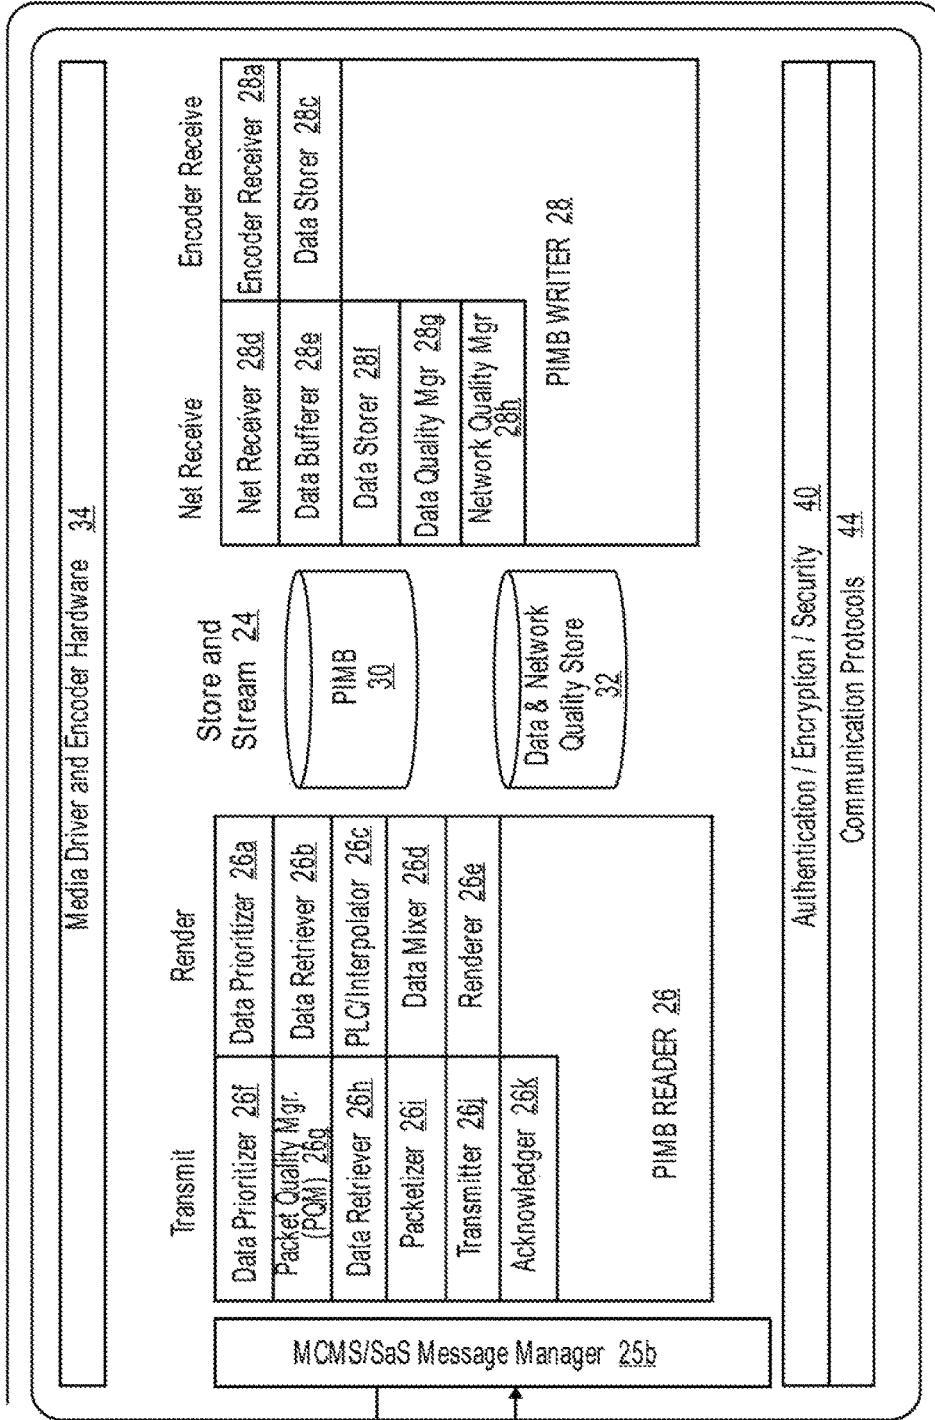 Media Driver and Encoder Hardware 34
Transmit
Render
Store and
Stream 24
Net Receive
Encoder Receive
MCMS/SaS Message Manager 25b
Data Prioritizer 26f
Packet Quality Mgr.
(PQM) 26g
Data Retriever 26h
Packetizer 26i
Transmitter 26j
Acknowledger 26k
Data Prioritizer 26a
Data Retriever 26b
PLC/Interpolator 26c
Data Mixer 26d
Renderer 26e
PIMB READER 26
PIMB
30
Data & Network
Quality Store
32
Net Receiver 28d
Data Bufferer 28e
Data Storer 28f
Data Quality Mgr 28g
Network Quality Mgr
28h
Encoder Receiver 28a
Data Storer 28c
PIMB WRITER 28
Authentication / Encryption / Security 40
Communication Protocols 44